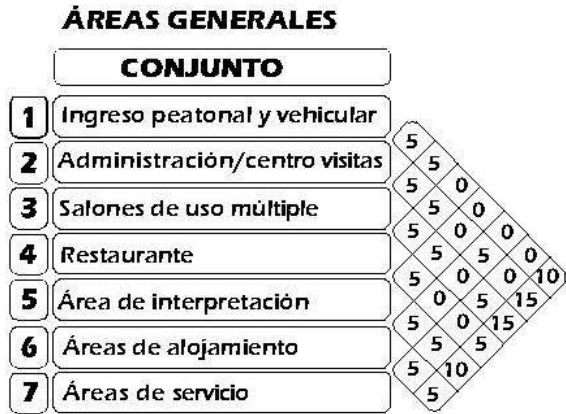 ÁREAS GENERALES
CONJUNTO
1 Ingreso peatonal y vehicular
5
2 Administración/centro visitas 5
5 0
3 Salones de uso múltiple 5 0
5 0 0
4 Restaurante 5 5 0
5 0 0 10
5 Área de interpretación 0 5 15
5 0 15
6 Áreas de alojamiento 5 5
5 10
7 Áreas de servicio 5